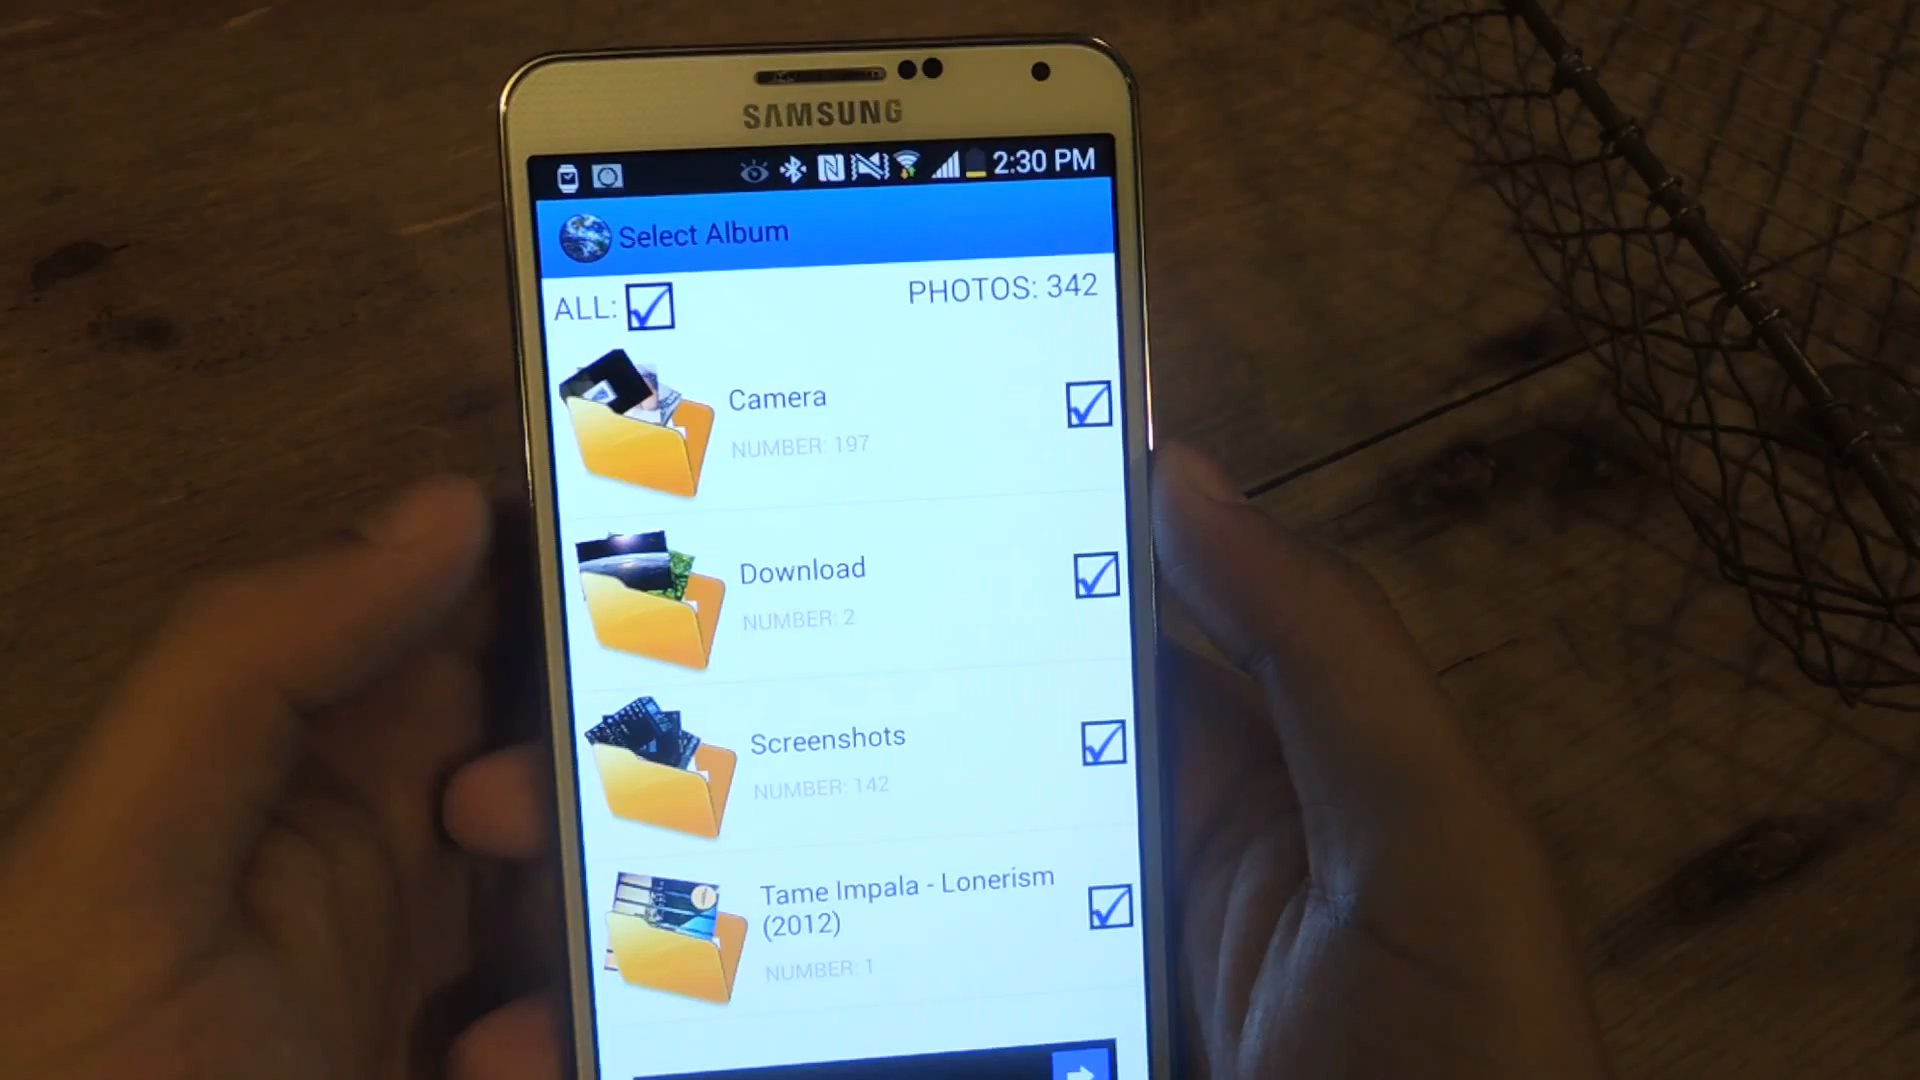 SAMSUNG
2:30 PM
Select Album
ALL:
PHOTOS: 342
Camera
NUMBER: 197
Download
NUMBER: 2
Screenshots
NUMBER: 142
Tame Impala - Lonerism
(2012)
NUMBER: 1